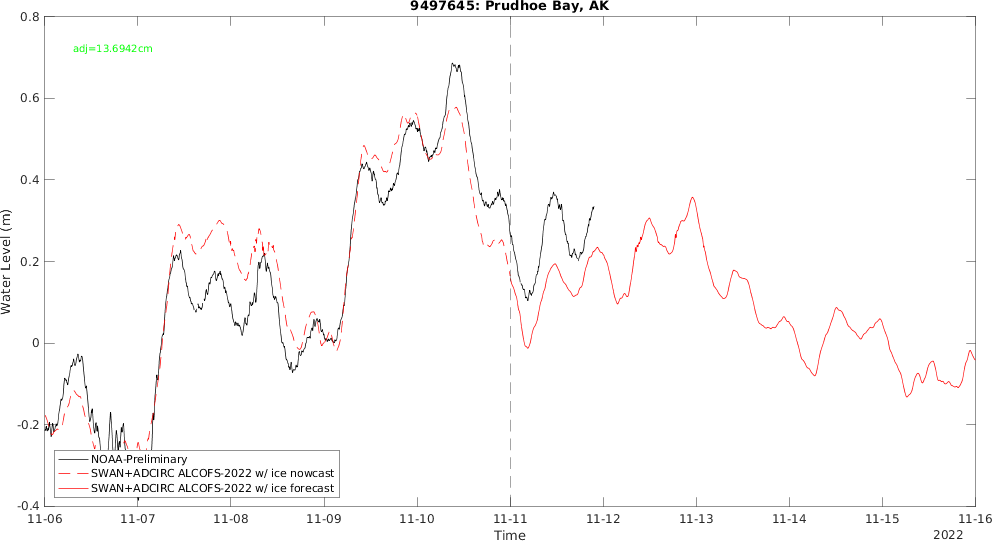 9497645: Prudhoe Bay, AK
adj=13.6942cm
0.8
0.6
0.4
0.2
0
-0.2
-0.4
Water Level (m)
NOAA-Preliminary
SWAN+ADCIRC ALCOFS-2022 w/ ice nowcast
SWAN+ADCIRC ALCOFS-2022 w/ ice forecast
11-06 11-07 11-08 11-09 11-10 11-11 11-12 11-13 11-14 11-15 11-16
Time
2022